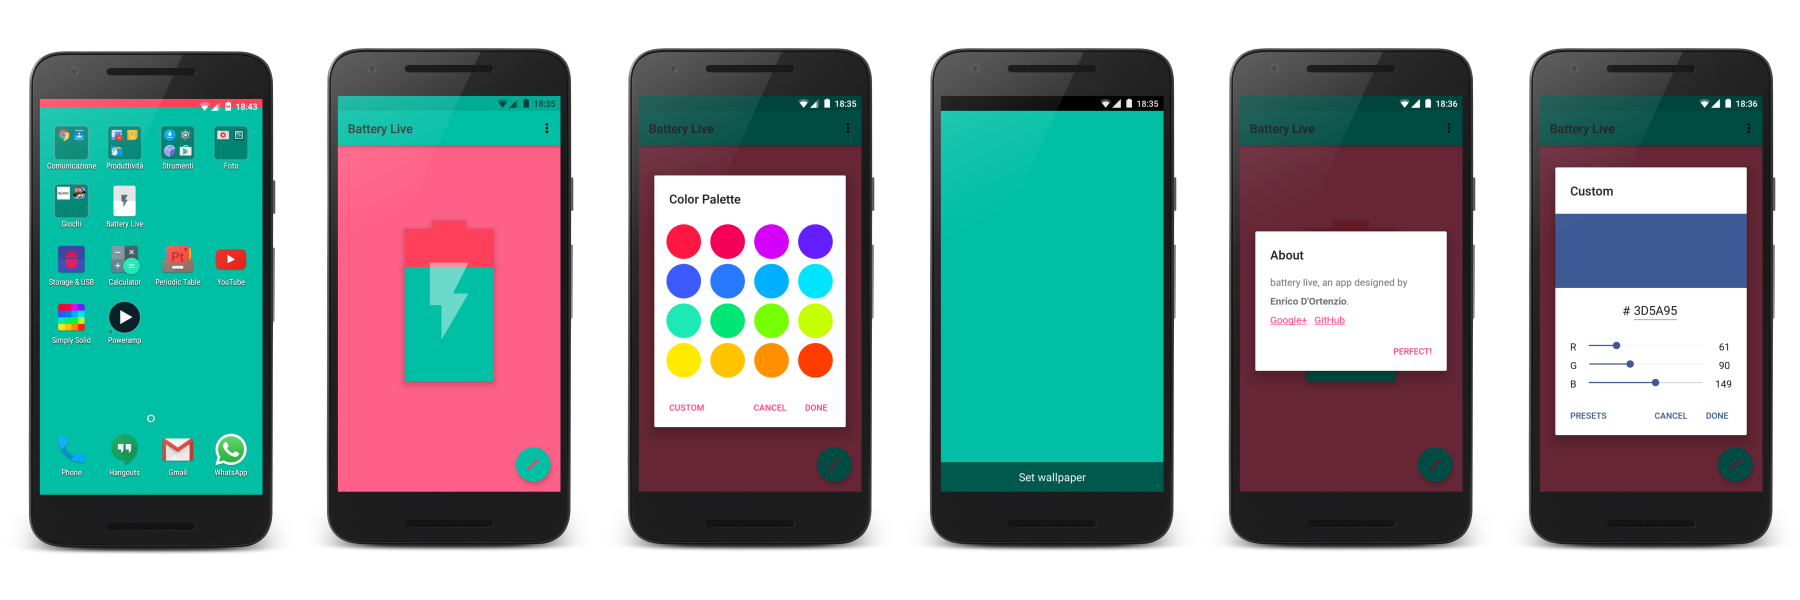 18:43
Comunicazione Produttività Strumenti Foto
Giochi Battery Live
Pt
Storage & USB Calculator Periodic Table YouTube
Simply Solid Poweramp
Phone Hangouts Gmail WhatsApp
18:35
Battery Live
18:35
Battery Live
Color Palette
CUSTOM CANCEL DONE
18:35
Set wallpaper
18:36
Battery Live
About
battery live, an app designed by
Enrico D'Ortenzio.
Google+ GitHub
PERFECT!
18:36
Battery Live
Custom
# 3D5A95
R 61
G 90
B 149
PRESETS CANCEL DONE